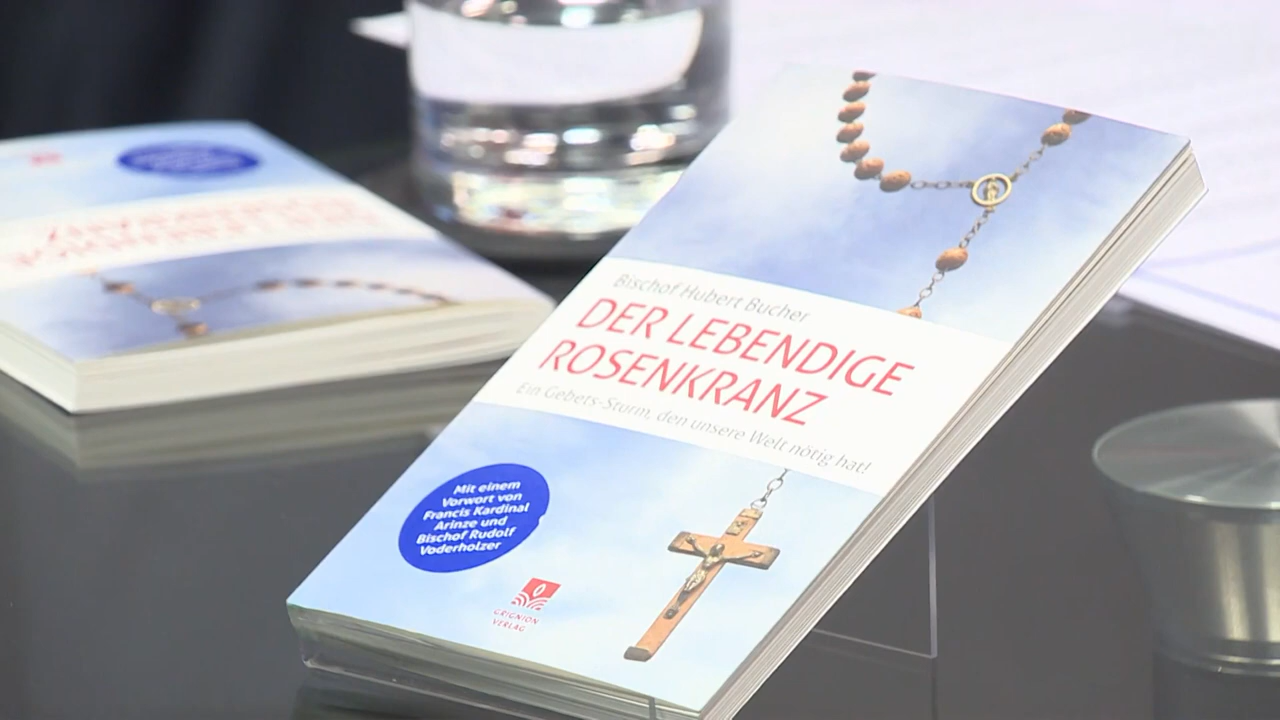 Bischof Hubert Bucher
DER LEBENDIGE
ROSENKRANZ
Ein Gebets-Sturm, den unsere Welt nötig hat!
Mit einem
Vorwort von
Francis Kardinal
Arinze und
Bischof Rudolf
Voderholzer
GRIGNION
VERLAG